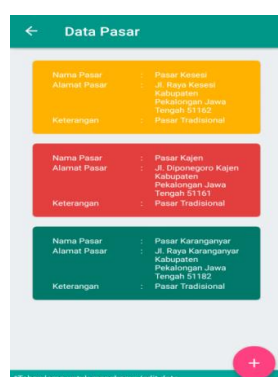 Data Pasar
Nama Pasar : Pasar Kesesi
Alamat Pasar : Jl. Raya Kesesi
Kabupaten
Pekalongan Jawa
Tengah 51162
Keterangan : Pasar Tradisional
Nama Pasar : Pasar Kajen
Alamat Pasar : Jl. Diponegoro Kajen
Kabupaten
Pekalongan Jawa
Tengah 51161
Keterangan : Pasar Tradisional
Nama Pasar : Pasar Karanganyar
Alamat Pasar : Jl. Raya Karanganyar
Kabupaten
Pekalongan Jawa
Tengah 51182
Keterangan : Pasar Tradisional